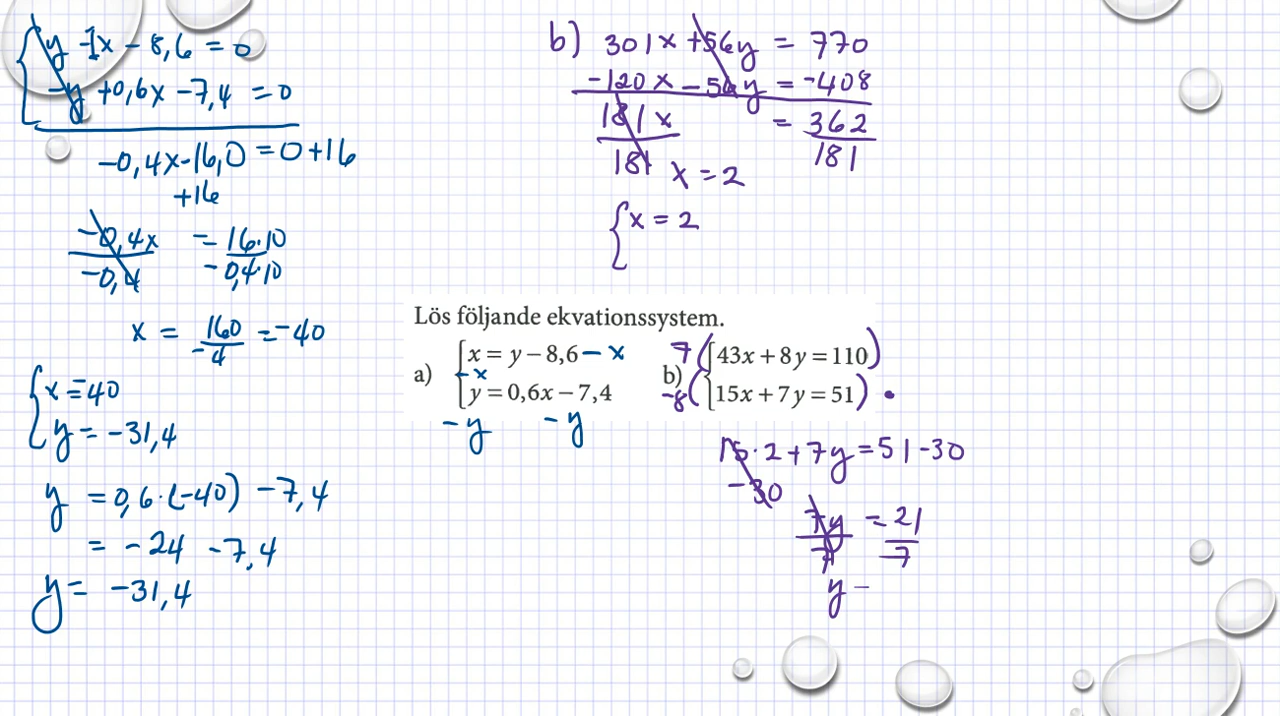 y - 1x - 8,6 = 0
-y + 0,6x - 7,4 = 0
-0,4x - 16,0 = 0 + 16
+16
-0,4x = 16·10
-0,4 -0,4·10
x = 160 = -40
-4
x = -40
y = -31,4
y = 0,6·(-40) - 7,4
= -24 - 7,4
y = -31,4
b) 301x + 56y = 770
-120x - 56y = -408
181x = 362
181 181
x = 2
x = 2
Lös följande ekvationssystem.
a) x = y – 8,6 - x
-x
y = 0,6x – 7,4
-y -y
b) 7( 43x + 8y = 110 )
-8( 15x + 7y = 51 ) .
15·2 + 7y = 51 - 30
-30
7y = 21
7 7
y =